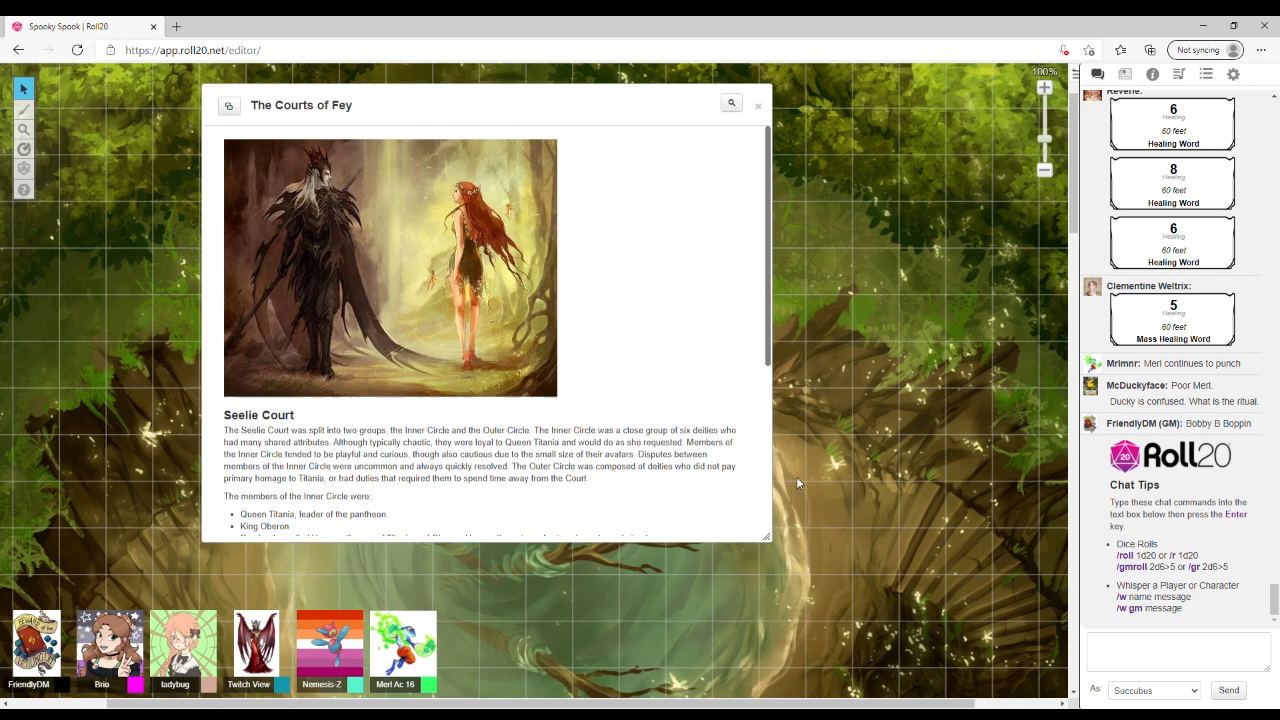 Spooky Spook | Roll20
https://app.roll20.net/editor/
Not syncing
100%
The Courts of Fey
Seelie Court
The Seelie Court was split into two groups, the Inner Circle and the Outer Circle. The Inner Circle was a close group of six deities who
had many shared attributes. Although typically chaotic, they were loyal to Queen Titania and would do as she requested. Members of
the Inner Circle tended to be playful and curious, though also cautious due to the small size of their avatars. Disputes between
members of the Inner Circle were uncommon and always quickly resolved. The Outer Circle was composed of deities who did not pay
primary homage to Titania, or had duties that required them to spend time away from the Court.
The members of the Inner Circle were:
• Queen Titania, leader of the pantheon
• King Oberon
Reverie:
6
Healing
60 feet
Healing Word
8
Healing
60 feet
Healing Word
6
Healing
60 feet
Healing Word
Clementine Weltrix:
5
Healing
60 feet
Mass Healing Word
Mrlmnr: Merl continues to punch
McDuckyface: Poor Merl.
Ducky is confused. What is the ritual.
FriendlyDM (GM): Bobby B Boppin
20
Roll20
Chat Tips
Type these chat commands into the
text box below then press the Enter
key.
• Dice Rolls
/roll 1d20 or /r 1d20
/gmroll 2d6>5 or /gr 2d6>5
• Whisper a Player or Character
/w name message
/w gm message
As:
Succubus
Send
FriendlyDM
Brio
ladybug
Twitch View
Nemesis-Z
Merl Ac 16